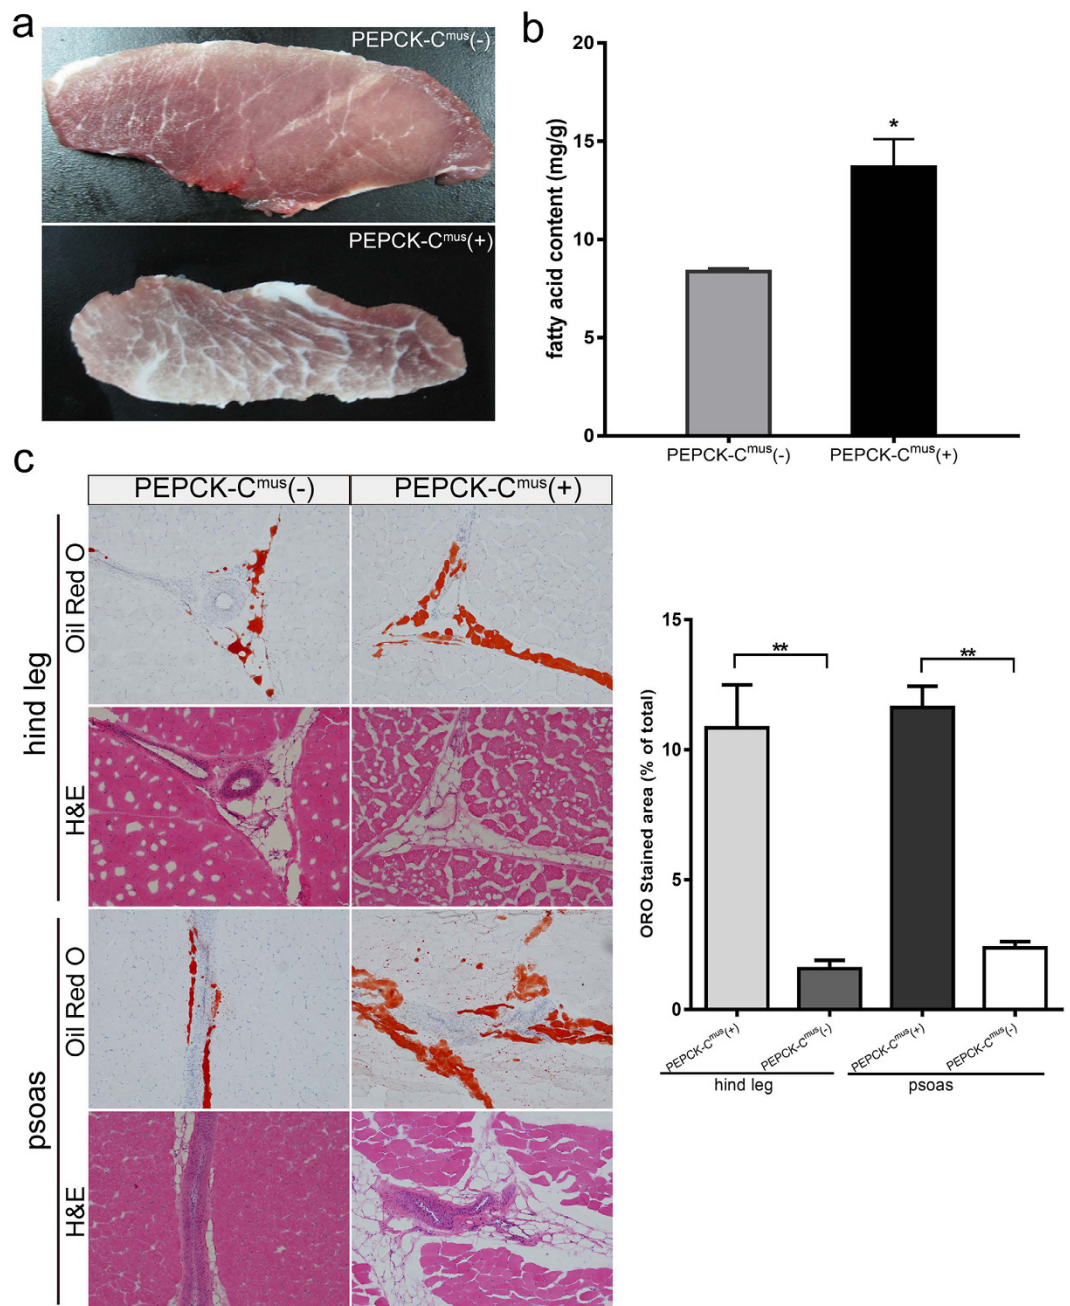 a
PEPCK-Cmus(-)
PEPCK-Cmus(+)
b
fatty acid content (mg/g)
20
15
10
5
0
*
PEPCK-Cmus(-)
PEPCK-Cmus(+)
c
PEPCK-Cmus(-)
PEPCK-Cmus(+)
hind leg
Oil Red O
H&E
psoas
Oil Red O
H&E
ORO Stained area (% of total)
15
10
5
0
**
**
PEPCK-Cmus(+)
PEPCK-Cmus(-)
PEPCK-Cmus(+)
PEPCK-Cmus(-)
hind leg
psoas